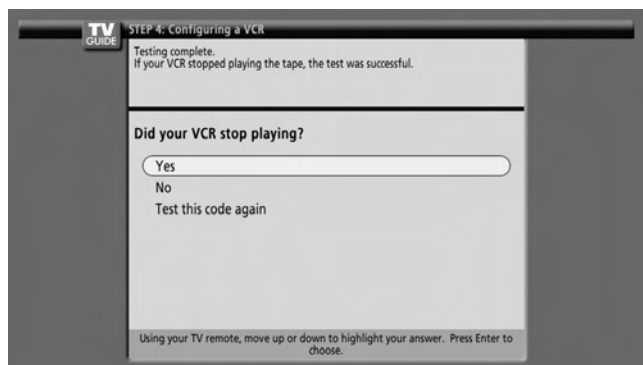 TV
GUIDE
STEP 4: Configuring a VCR
Testing complete.
If your VCR stopped playing the tape, the test was successful.
Did your VCR stop playing?
Yes
No
Test this code again
Using your TV remote, move up or down to highlight your answer. Press Enter to
choose.